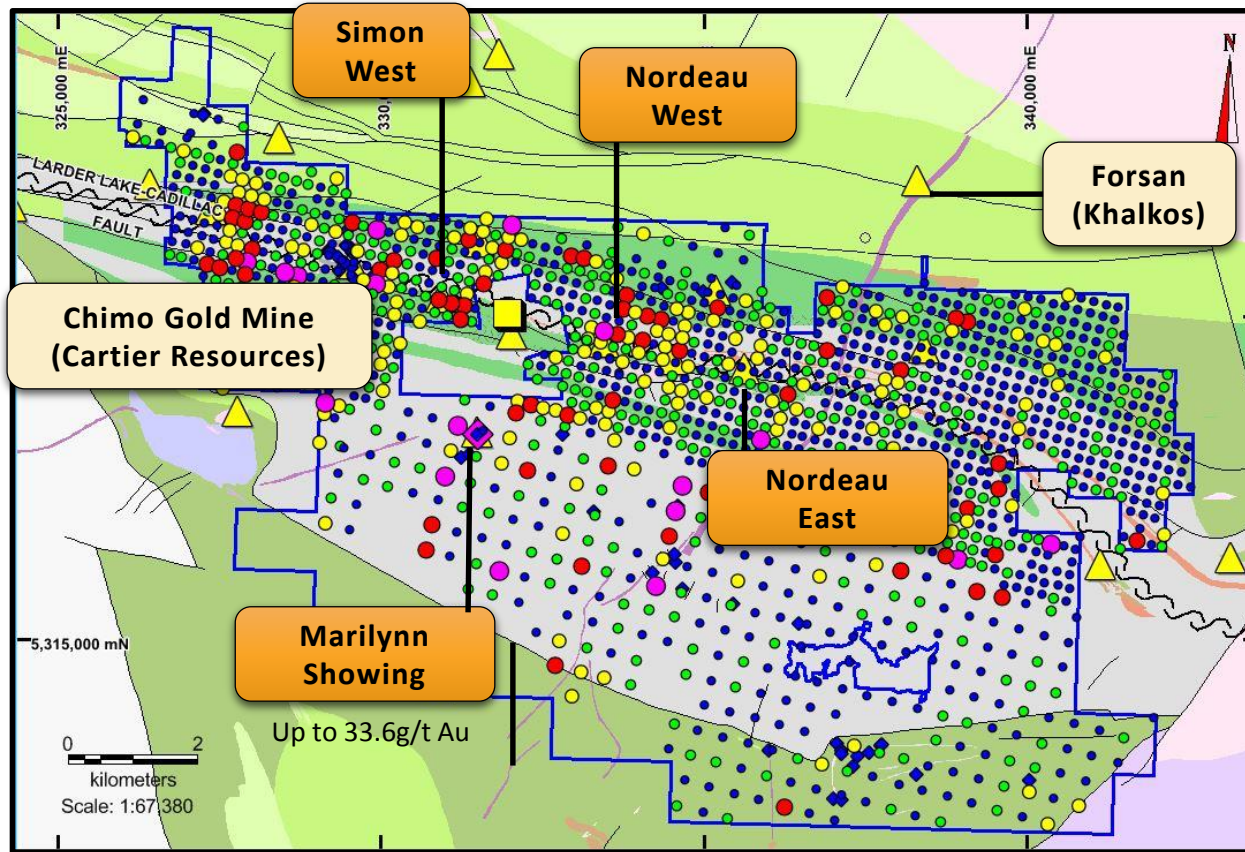 325,000 mE
330,
340,000 mE
N
Simon
West
Nordeau
West
Forsan
(Khalkos)
LARDER LAKE-CADILLAC
FAULT
Chimo Gold Mine
(Cartier Resources)
Nordeau
East
Marilynn
Showing
Up to 33.6g/t Au
5,315,000 mN
0 2
kilometers
Scale: 1:67,380